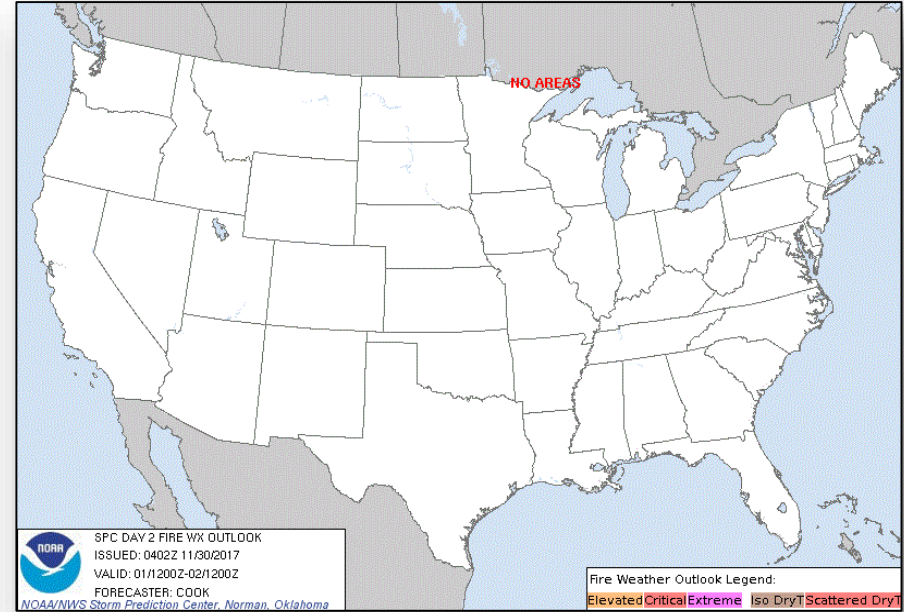 NO AREAS
NOAA
SPC DAY 2 FIRE WX OUTLOOK
ISSUED: 0402Z 11/30/2017
VALID: 01/1200Z-02/1200Z
FORECASTER: COOK
NOAA/NWS Storm Prediction Center, Norman, Oklahoma
Fire Weather Outlook Legend:
Elevated Critical Extreme Iso DryT Scattered DryT